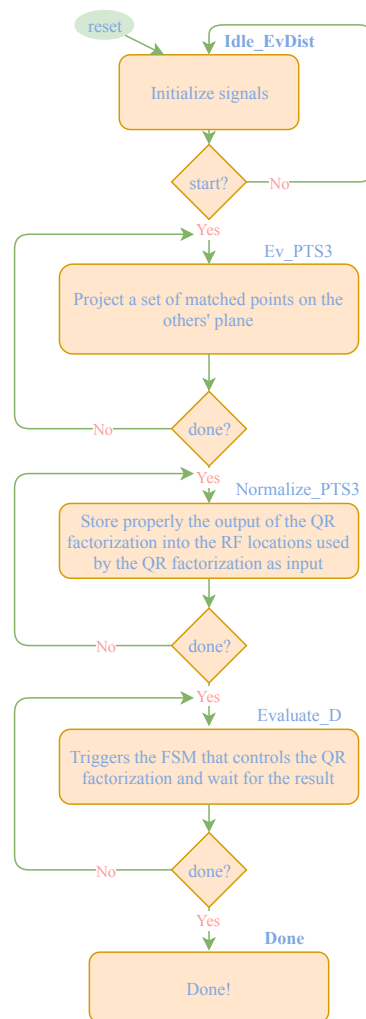 reset
Idle_EvDist
Initialize signals
start?
No
Yes
Ev_PTS3
Project a set of matched points on the
others' plane
done?
No
Yes
Normalize_PTS3
Store properly the output of the QR
factorization into the RF locations used
by the QR factorization as input
done?
No
Yes
Evaluate_D
Triggers the FSM that controls the QR
factorization and wait for the result
done?
No
Yes
Done
Done!